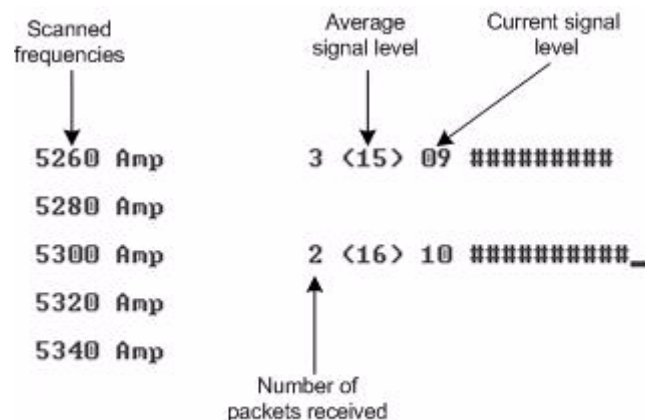 Scanned
frequencies
Average
signal level
Current signal
level
5260 Amp 3 <15> 09 #########
5280 Amp
5300 Amp 2 <16> 10 ##########_
5320 Amp
5340 Amp
Number of
packets received